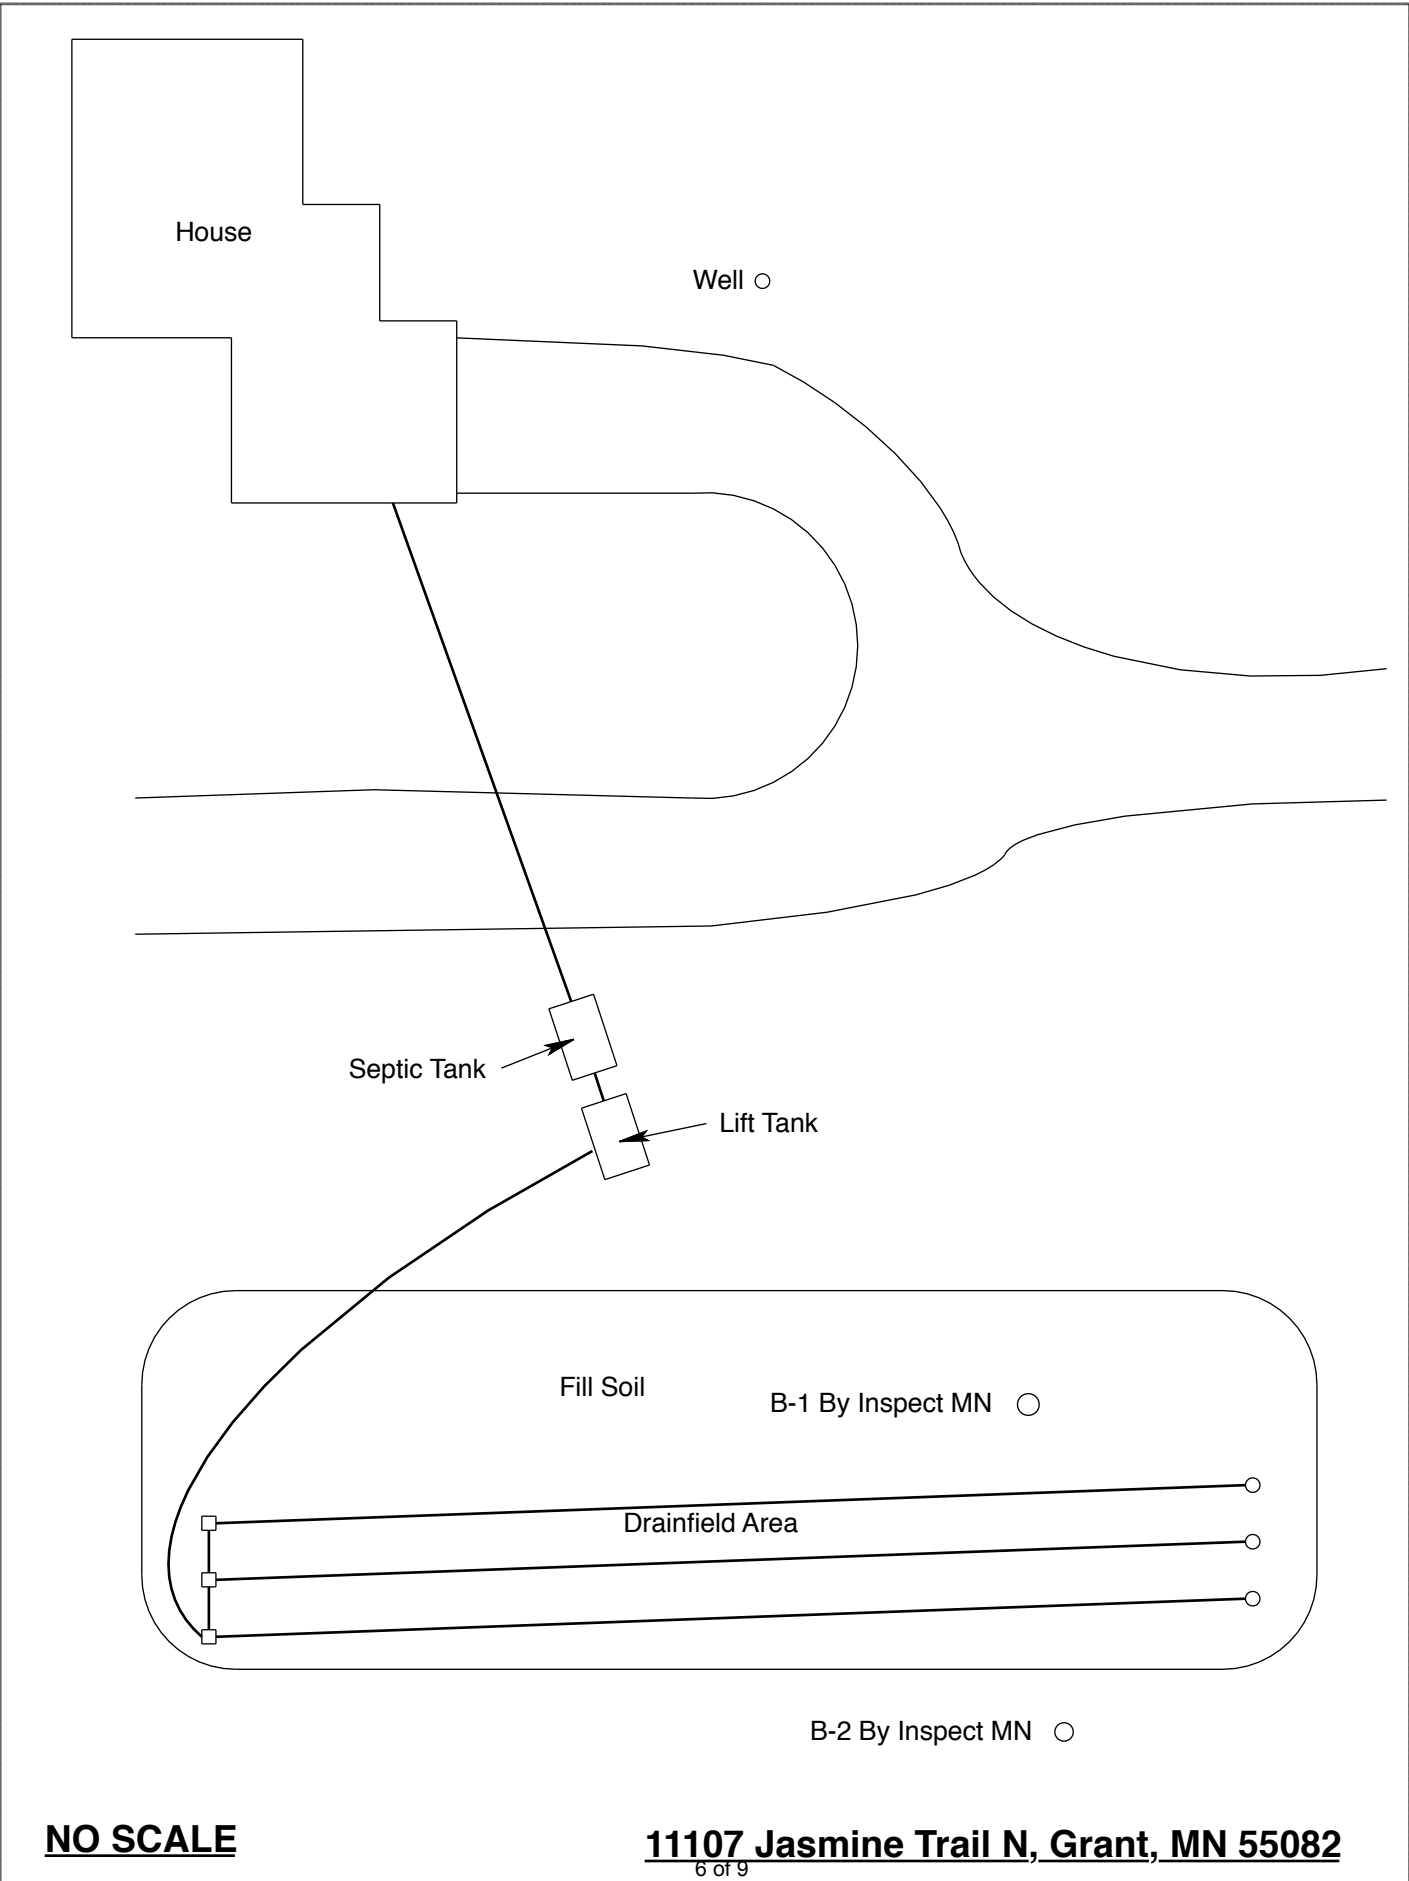 House
Well
Septic Tank
Lift Tank
Fill Soil
B-1 By Inspect MN
Drainfield Area
B-2 By Inspect MN
NO SCALE
11107 Jasmine Trail N, Grant, MN 55082
6 of 9